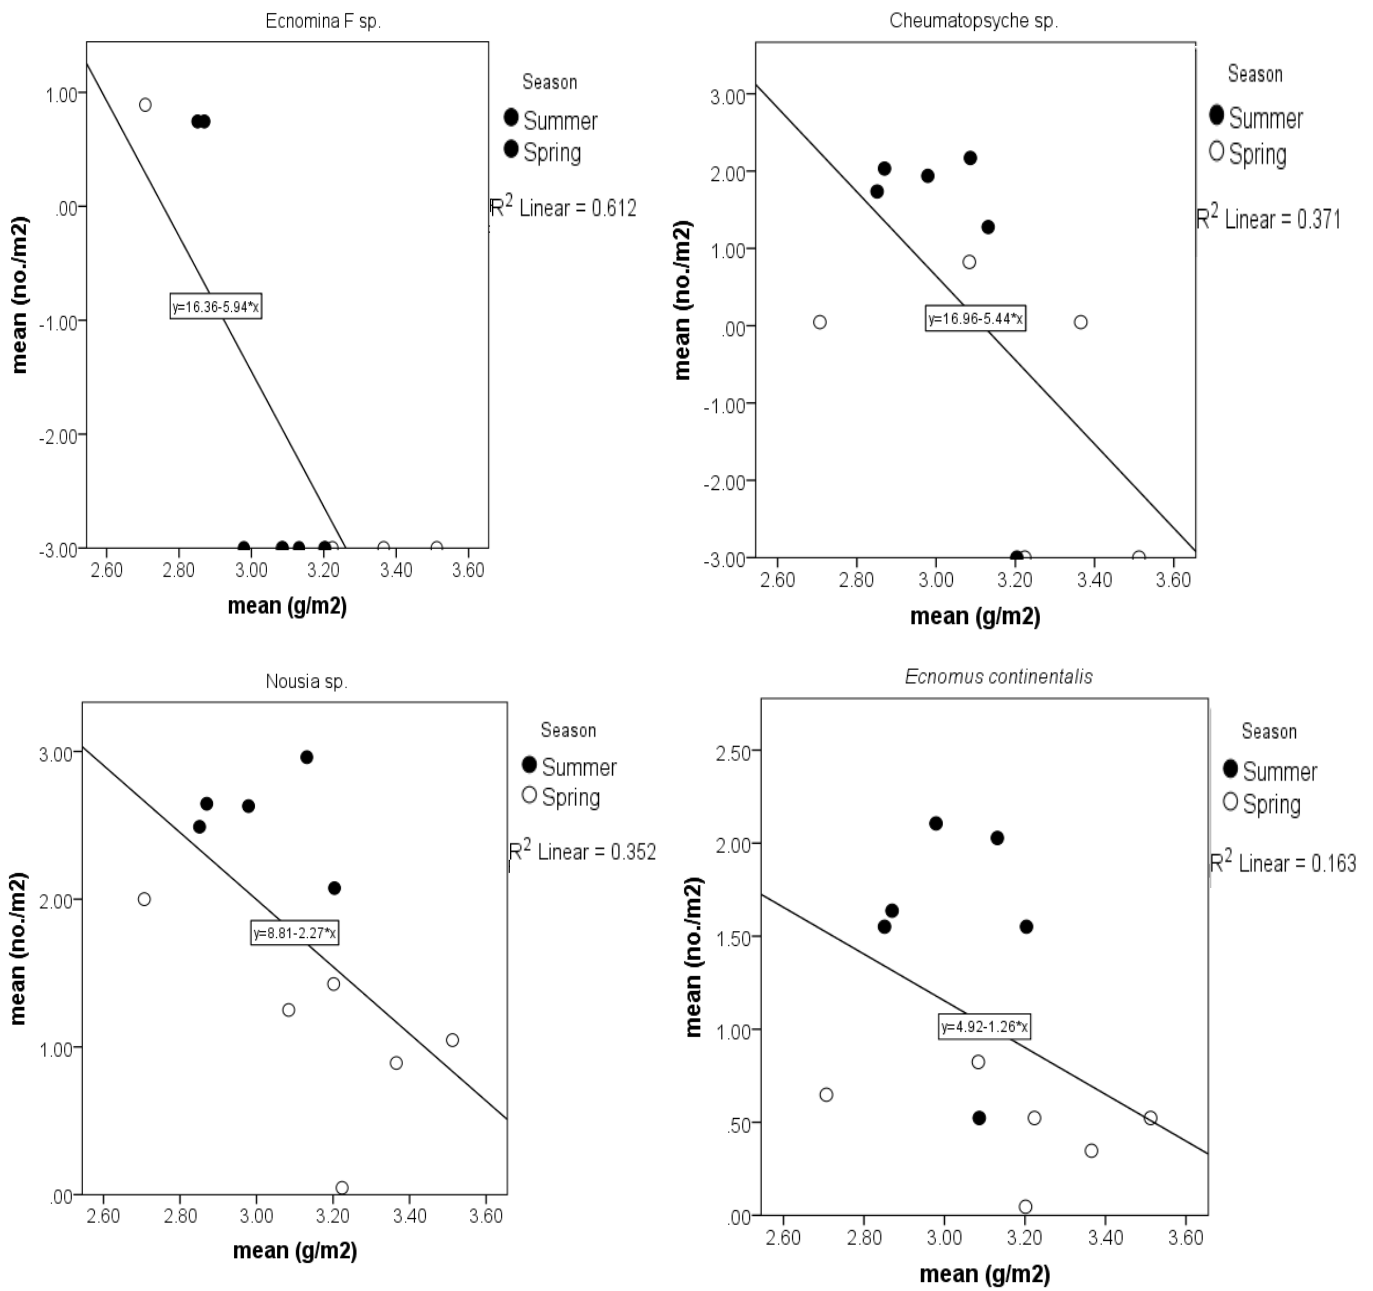 Ecnomina F sp.
1.00
.00
-1.00
-2.00
-3.00
2.60 2.80 3.00 3.20 3.40 3.60
mean (no./m2)
mean (g/m2)
y=16.36-5.94*x
Season
Summer
Spring
R² Linear = 0.612
Cheumatopsyche sp.
3.00
2.00
1.00
.00
-1.00
-2.00
-3.00
2.60 2.80 3.00 3.20 3.40 3.60
mean (no./m2)
mean (g/m2)
y=16.96-5.44*x
Season
Summer
Spring
R² Linear = 0.371
Nousia sp.
3.00
2.00
1.00
.00
2.60 2.80 3.00 3.20 3.40 3.60
mean (no./m2)
mean (g/m2)
y=8.81-2.27*x
Season
Summer
Spring
R² Linear = 0.352
Ecnomus continentalis
2.50
2.00
1.50
1.00
.50
.00
2.60 2.80 3.00 3.20 3.40 3.60
mean (no./m2)
mean (g/m2)
y=4.92-1.26*x
Season
Summer
Spring
R² Linear = 0.163